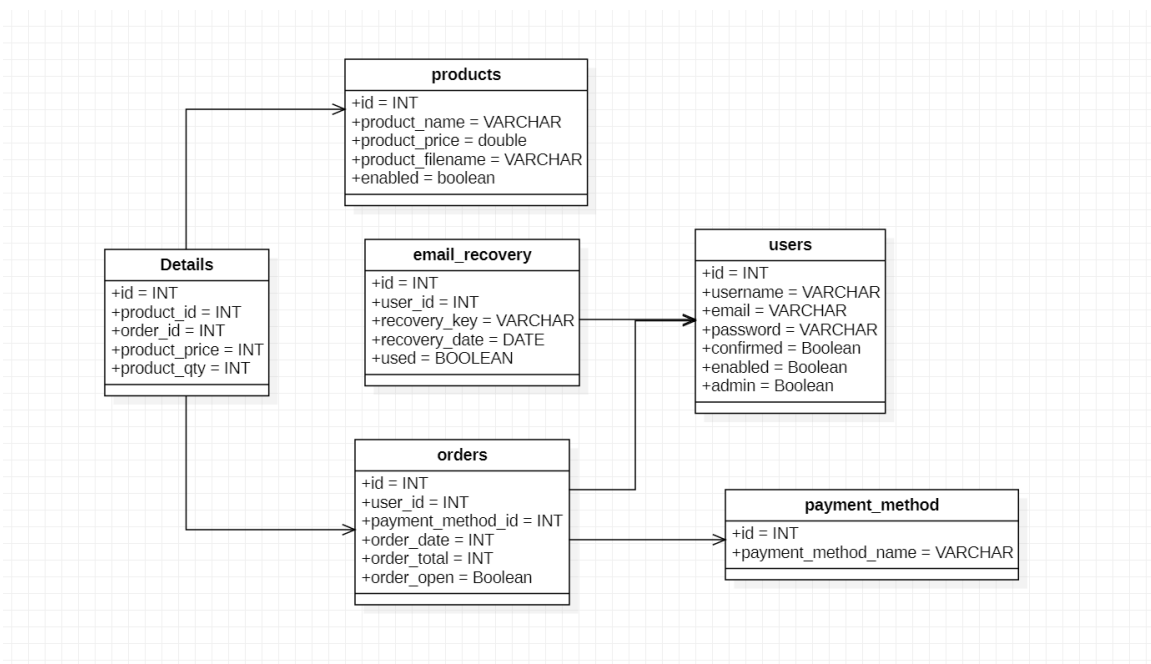 products
+id = INT
+product_name = VARCHAR
+product_price = double
+product_filename = VARCHAR
+enabled = boolean
Details
+id = INT
+product_id = INT
+order_id = INT
+product_price = INT
+product_qty = INT
email_recovery
+id = INT
+user_id = INT
+recovery_key = VARCHAR
+recovery_date = DATE
+used = BOOLEAN
users
+id = INT
+username = VARCHAR
+email = VARCHAR
+password = VARCHAR
+confirmed = Boolean
+enabled = Boolean
+admin = Boolean
orders
+id = INT
+user_id = INT
+payment_method_id = INT
+order_date = INT
+order_total = INT
+order_open = Boolean
payment_method
+id = INT
+payment_method_name = VARCHAR